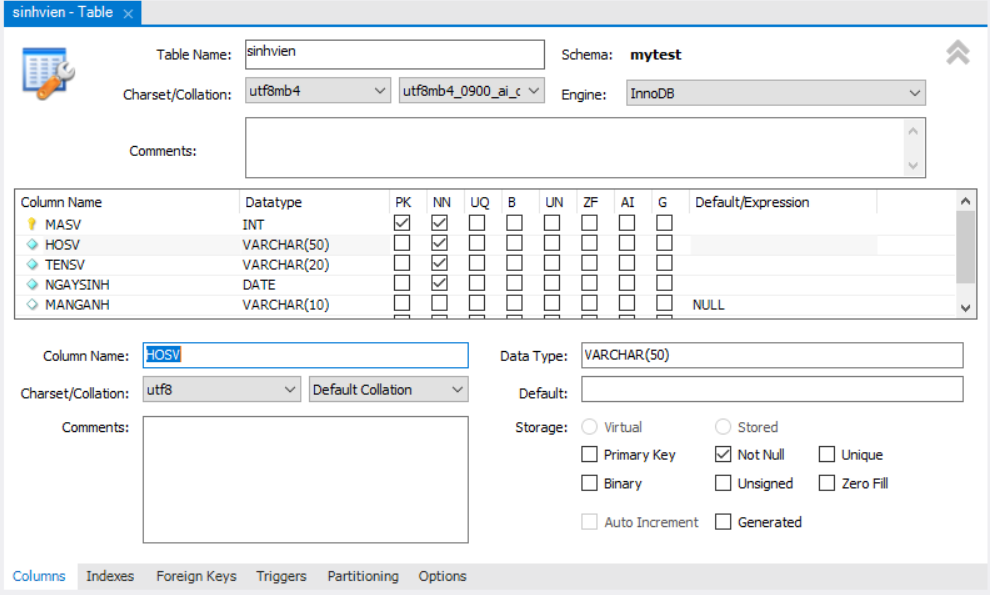 sinhvien - Table
Table Name: sinhvien Schema: mytest
Charset/Collation: utf8mb4 utf8mb4_0900_ai_c Engine: InnoDB
Comments:
Column Name Datatype PK NN UQ B UN ZF AI G Default/Expression
MASV INT
HOSV VARCHAR(50)
TENSV VARCHAR(20)
NGAYSINH DATE
MANGANH VARCHAR(10) NULL
Column Name: HOSV Data Type: VARCHAR(50)
Charset/Collation: utf8 Default Collation Default:
Comments: Storage: Virtual Stored
Primary Key Not Null Unique
Binary Unsigned Zero Fill
Auto Increment Generated
Columns Indexes Foreign Keys Triggers Partitioning Options